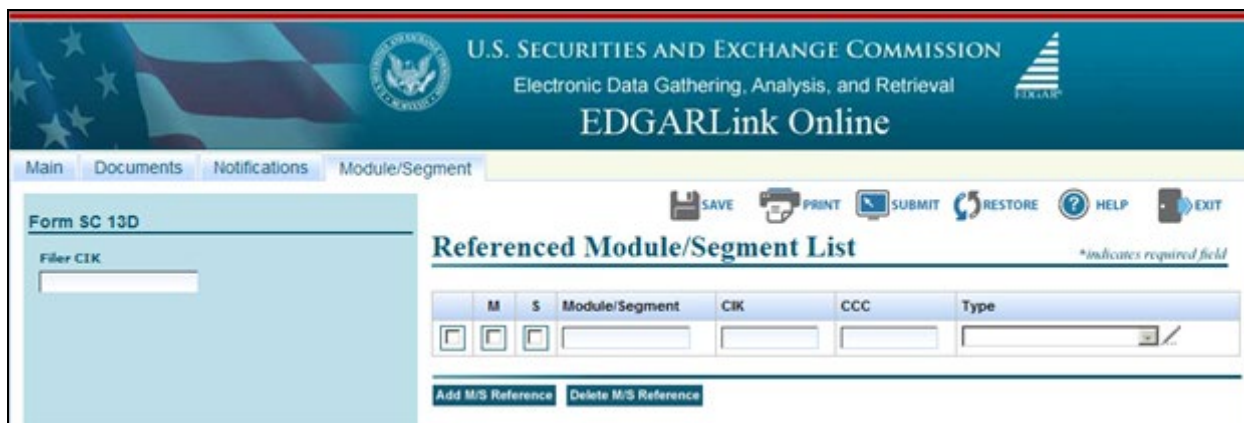 U.S. SECURITIES AND EXCHANGE COMMISSION
Electronic Data Gathering, Analysis, and Retrieval
EDGAR
EDGARLink Online
Main Documents Notifications Module/Segment
SAVE PRINT SUBMIT RESTORE HELP EXIT
Form SC 13D
Filer CIK
Referenced Module/Segment List
*indicates required field
M S Module/Segment CIK CCC Type
Add M/S Reference Delete M/S Reference